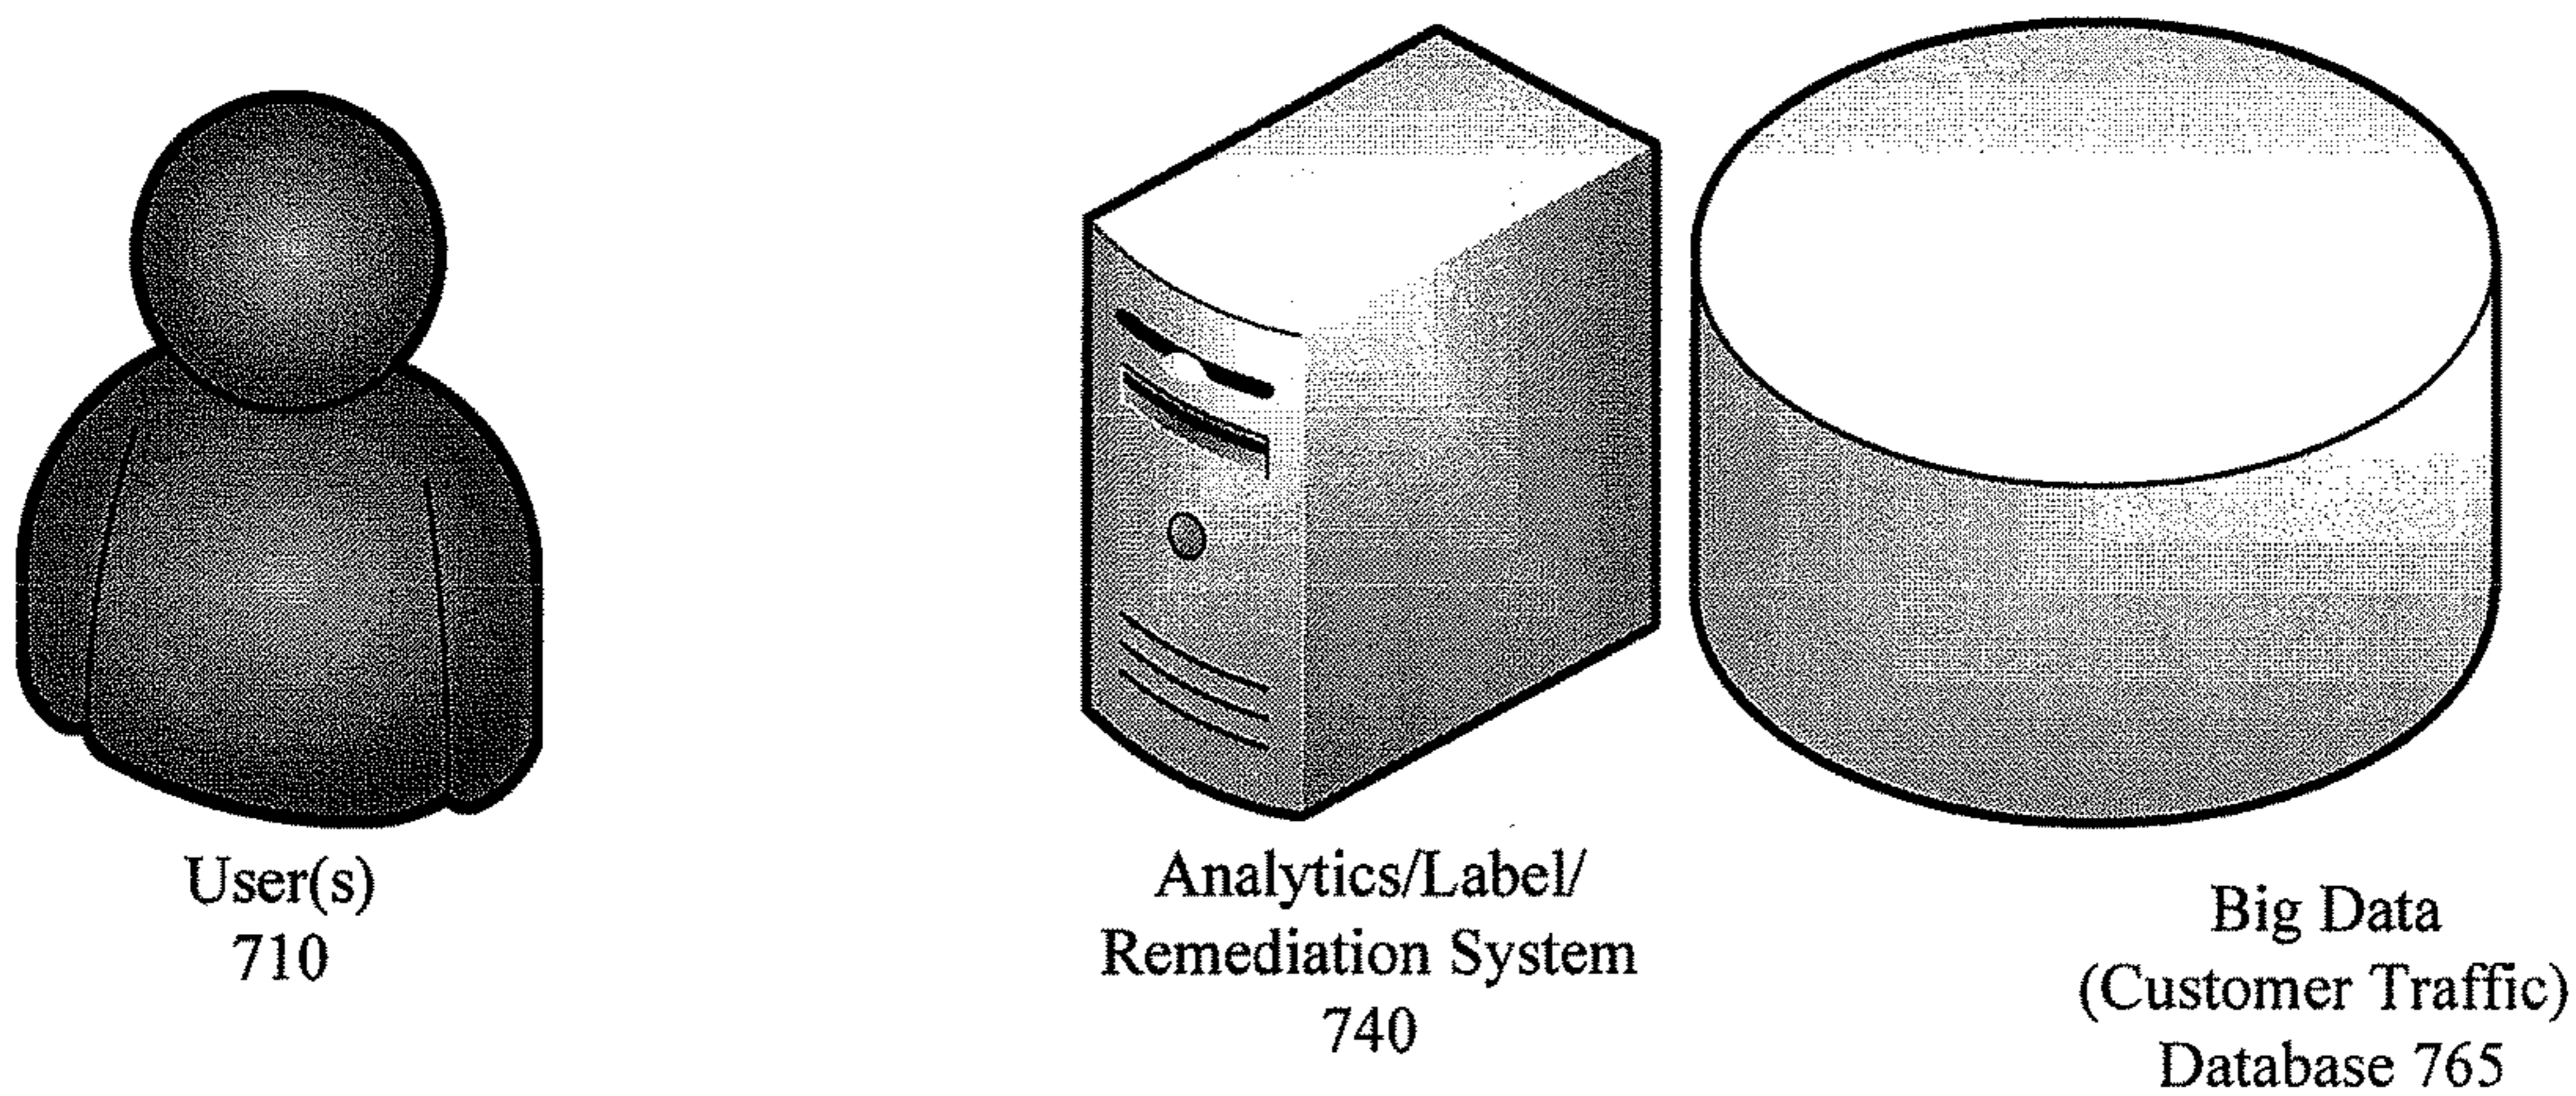 User(s)
710
Analytics/Label/
Remediation System
740
Big Data
(Customer Traffic)
Database 765